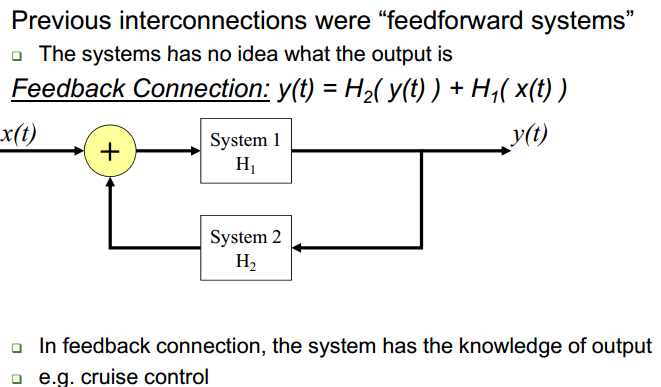 Previous interconnections were “feedforward systems”
The systems has no idea what the output is
Feedback Connection: y(t) = H₂( y(t) ) + H₁( x(t) )
x(t)
+
System 1
H₁
y(t)
System 2
H₂
In feedback connection, the system has the knowledge of output
e.g. cruise control